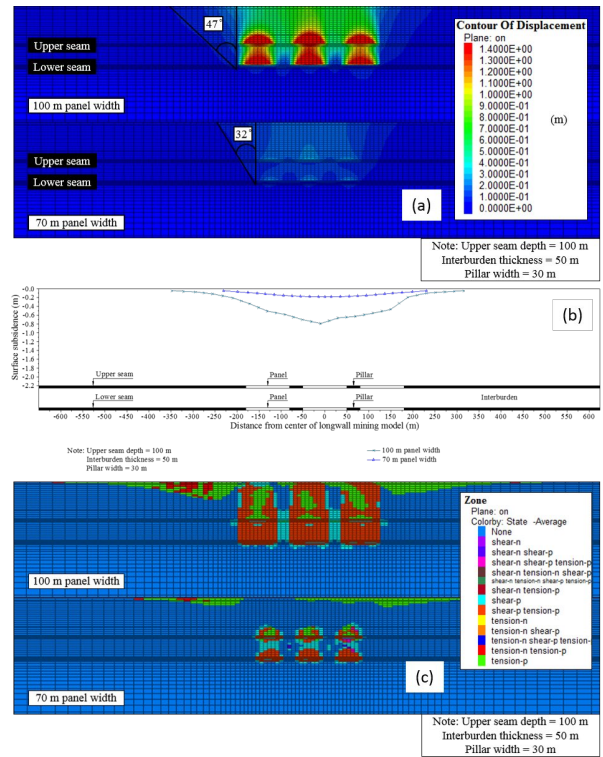 47°
Upper seam
Lower seam
100 m panel width
Contour Of Displacement
Plane: on
1.4000E+00
1.3000E+00
1.2000E+00
1.1000E+00
1.0000E+00
9.0000E-01
8.0000E-01
7.0000E-01
6.0000E-01
5.0000E-01
4.0000E-01
3.0000E-01
2.0000E-01
1.0000E-01
0.0000E+00
(m)
32°
Upper seam
Lower seam
70 m panel width
(a)
Note: Upper seam depth = 100 m
Interburden thickness = 50 m
Pillar width = 30 m
Surface subsidence (m)
-0.0
-0.2
-0.4
-0.6
-0.8
-1.0
-1.2
-1.4
-1.6
-1.8
-2.0
-2.2
(b)
Upper seam
Panel
Pillar
Lower seam
Panel
Pillar
Interburden
-600 -550 -500 -450 -400 -350 -300 -250 -200 -150 -100 -50 0 50 100 150 200 250 300 350 400 450 500 550 600
Distance from center of longwall mining model (m)
Note: Upper seam depth = 100 m
Interburden thickness = 50 m
Pillar width = 30 m
100 m panel width
70 m panel width
100 m panel width
Zone
Plane: on
Colorby: State -Average
None
shear-n
shear-n shear-p
shear-n shear-p tension-p
shear-n tension-n shear-p
shear-n tension-n shear-p tension-p
shear-n tension-p
shear-p
shear-p tension-p
tension-n
tension-n shear-p
tension-n shear-p tension-
tension-n tension-p
tension-p
70 m panel width
(c)
Note: Upper seam depth = 100 m
Interburden thickness = 50 m
Pillar width = 30 m